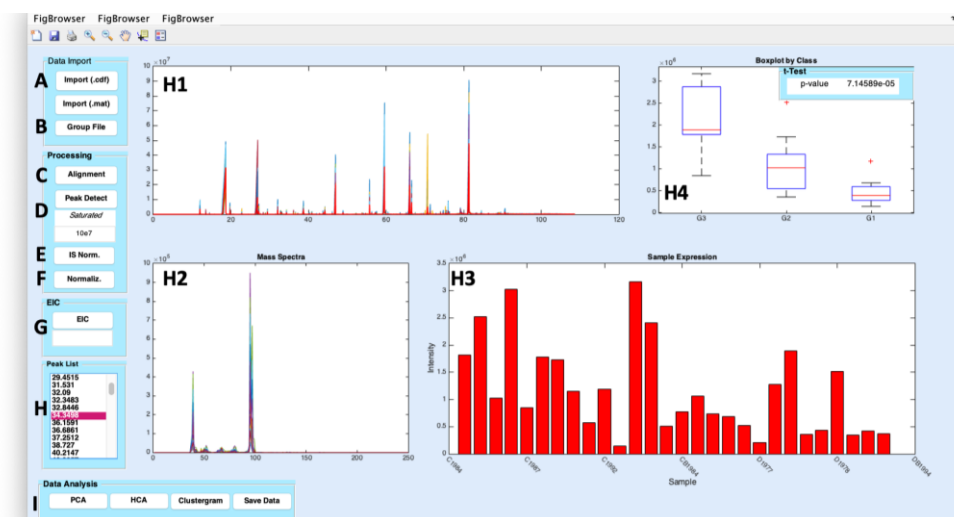 FigBrowser FigBrowser FigBrowser
Data Import
A Import (.cdf)
Import (.mat)
B Group File
Processing
C Alignment
Peak Detect
D Saturated
10e7
E IS Norm.
F Normaliz.
EIC
EIC
G
Peak List
29.4515
31.531
32.09
32.3483
32.8446
H
36.1591
36.6861
37.2512
38.727
40.2147
H1
×10⁷
10
9
8
7
6
5
4
3
2
1
0
0 20 40 60 80 100 120
Boxplot by Class
H4
×10⁶
t-Test
p-value 7.14589e-05
3
2.5
2
1.5
1
0.5
0
G3 G2 G1
Mass Spectra
H2
×10⁵
10
9
8
7
6
5
4
3
2
1
0
0 50 100 150 200 250
Sample Expression
H3
×10⁶
3.5
3
2.5
2
1.5
1
0.5
0
Intensity
C1984 C1987 C1992 CB1984 D1977 D1978 DB1994
Sample
Data Analysis
I PCA HCA Clustergram Save Data